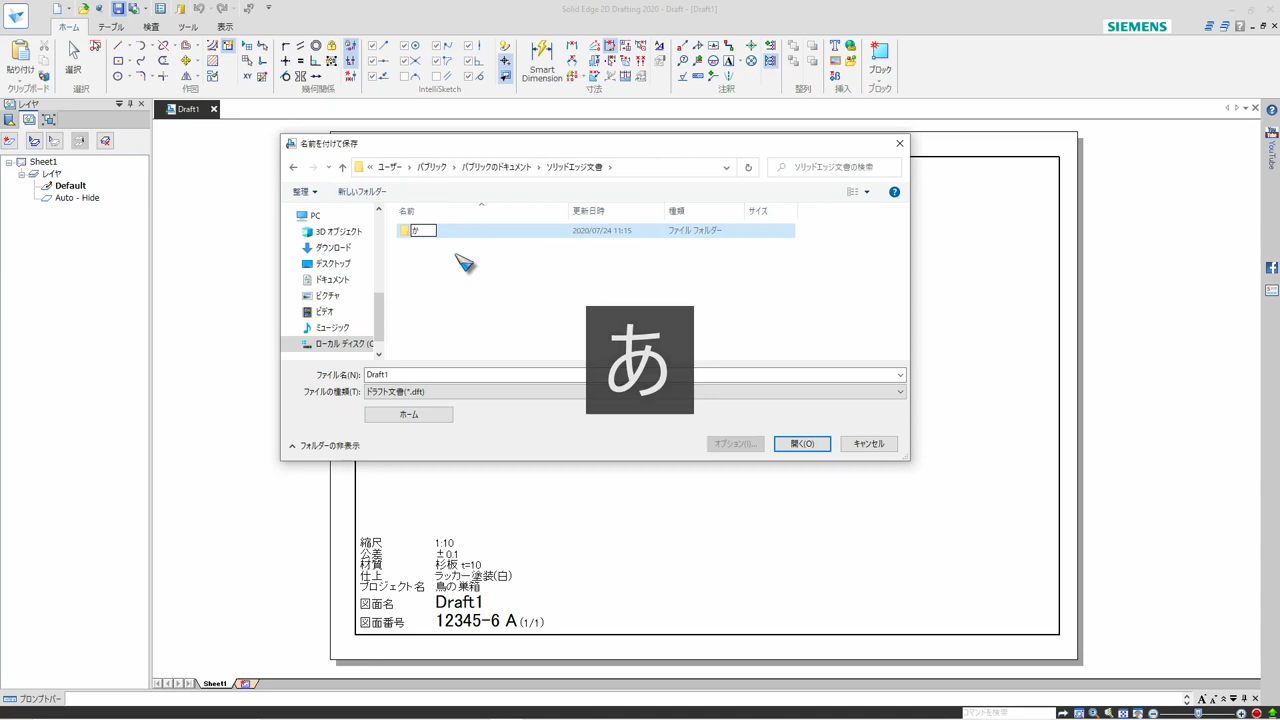 Solid Edge 2D Drafting 2020 - Draft - [Draft1]
ホーム
テーブル
検査
ツール
表示
SIEMENS
貼り付け
選択
Smart
Dimension
ブロック
クリップボード
選択
作図
幾何関係
IntelliSketch
寸法
注釈
整列
挿入
ブロック
レイヤ
Draft1
Sheet1
レイヤ
Default
Auto - Hide
名前を付けて保存
ユーザー
パブリック
パブリックのドキュメント
ソリッドエッジ文書
ソリッドエッジ文書の検索
整理
新しいフォルダー
名前
更新日時
種類
サイズ
か
2020/07/24 11:15
ファイル フォルダー
PC
3D オブジェクト
ダウンロード
デスクトップ
ドキュメント
ピクチャ
ビデオ
ミュージック
ローカル ディスク (C
あ
ファイル名(N):
Draft1
ファイルの種類(T):
ドラフト文書(*.dft)
ホーム
フォルダーの非表示
オプション(I)...
開く(O)
キャンセル
YouTube
縮尺 1:10
公差 ±0.1
材質 杉板 t=10
仕上 ラッカー塗装(白)
プロジェクト名 鳥の巣箱
図面名 Draft1
図面番号 12345-6 A (1/1)
Sheet1
プロンプトバー
コマンドを検索